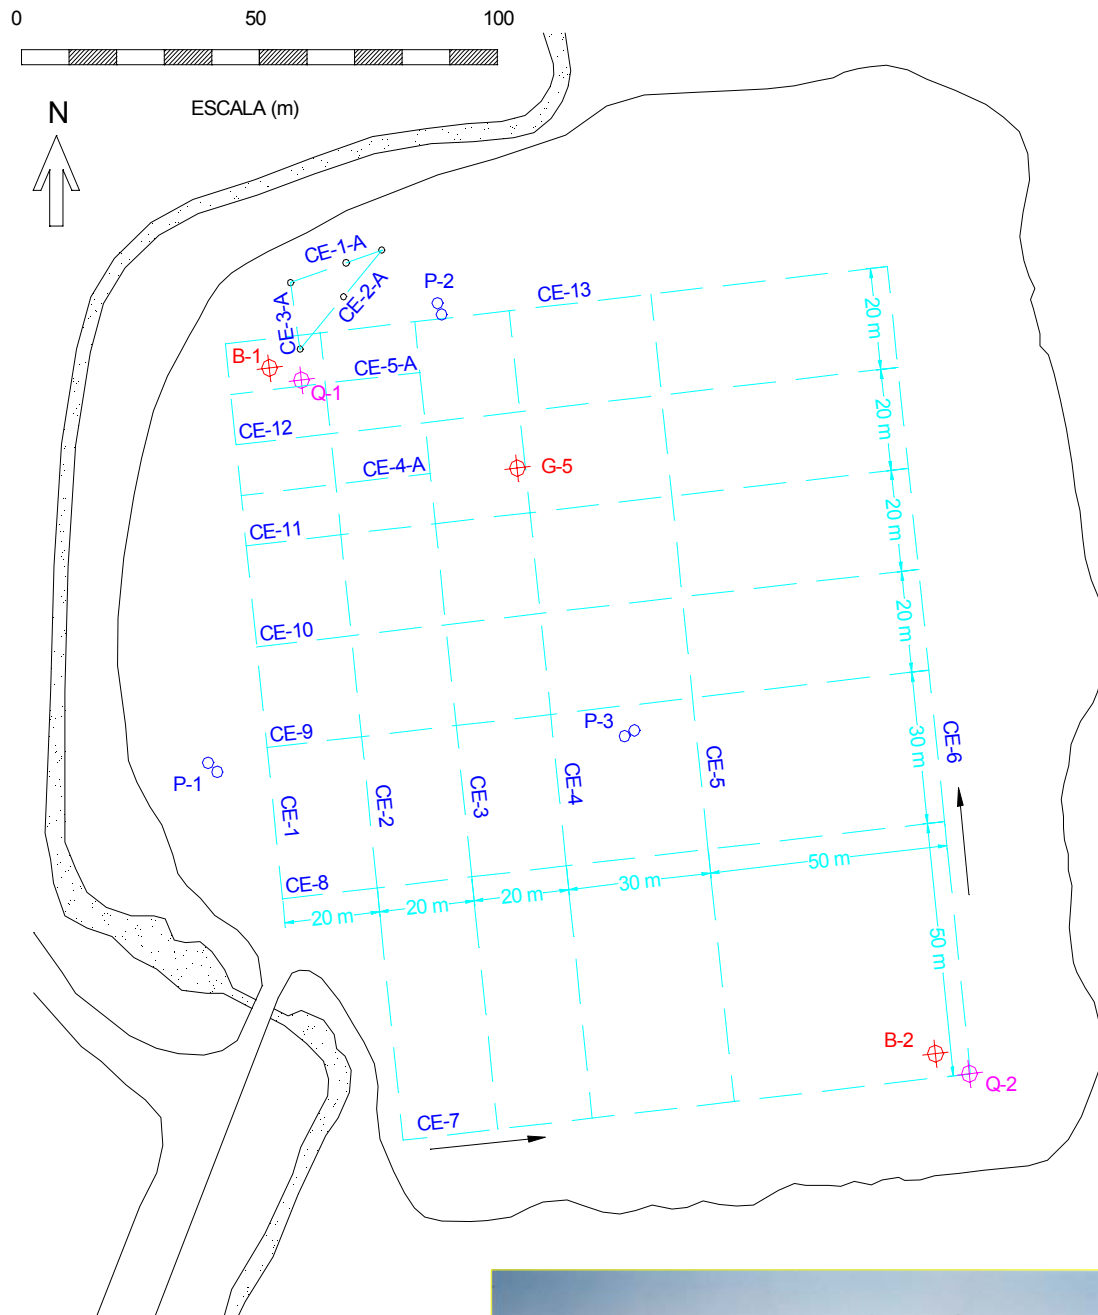 0 50 100
ESCALA (m)
N
CE-1-A
CE-2-A
CE-3-A
P-2
CE-13
B-1
CE-5-A
Q-1
20 m
CE-12
20 m
CE-4-A
G-5
CE-11
20 m
CE-10
20 m
CE-9
P-3
P-1
30 m
CE-6
CE-1
CE-2
CE-3
CE-4
CE-5
CE-8
20 m
20 m
20 m
30 m
50 m
50 m
B-2
Q-2
CE-7